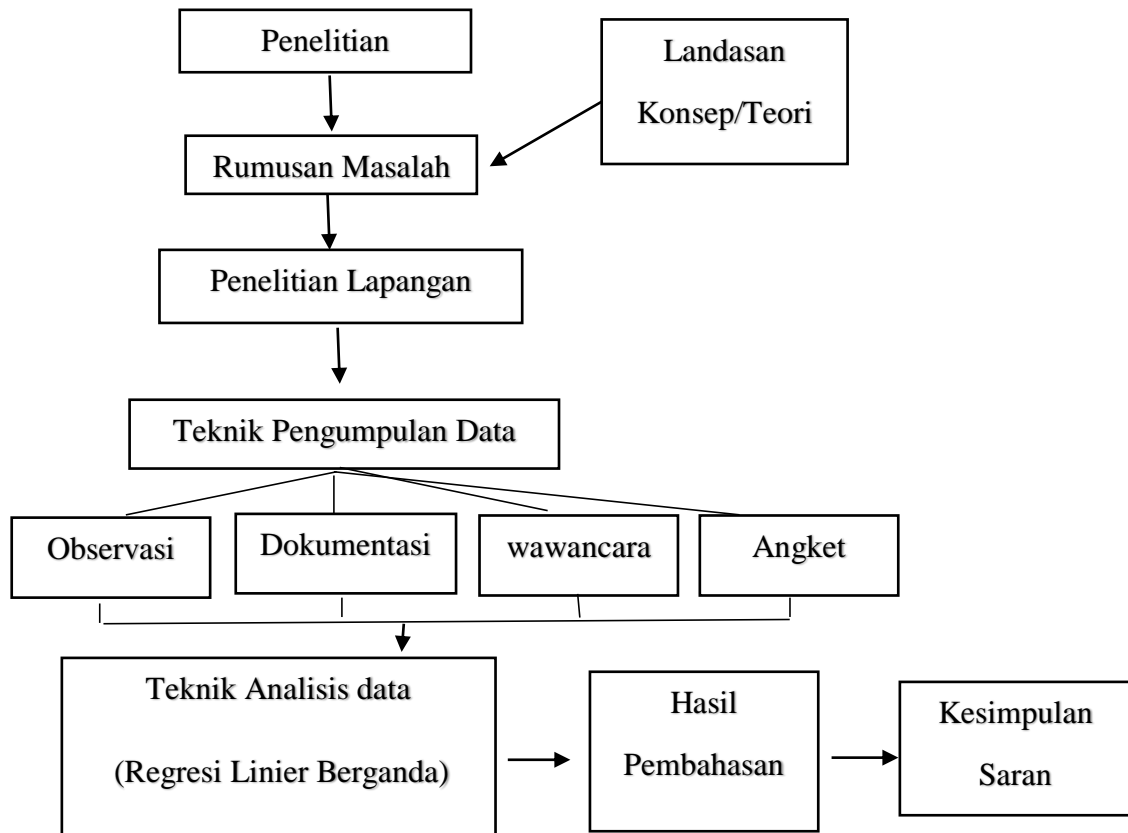 Penelitian
Landasan
Konsep/Teori
Rumusan Masalah
Penelitian Lapangan
Teknik Pengumpulan Data
Observasi
Dokumentasi
wawancara
Angket
Teknik Analisis data
(Regresi Linier Berganda)
Hasil
Pembahasan
Kesimpulan
Saran